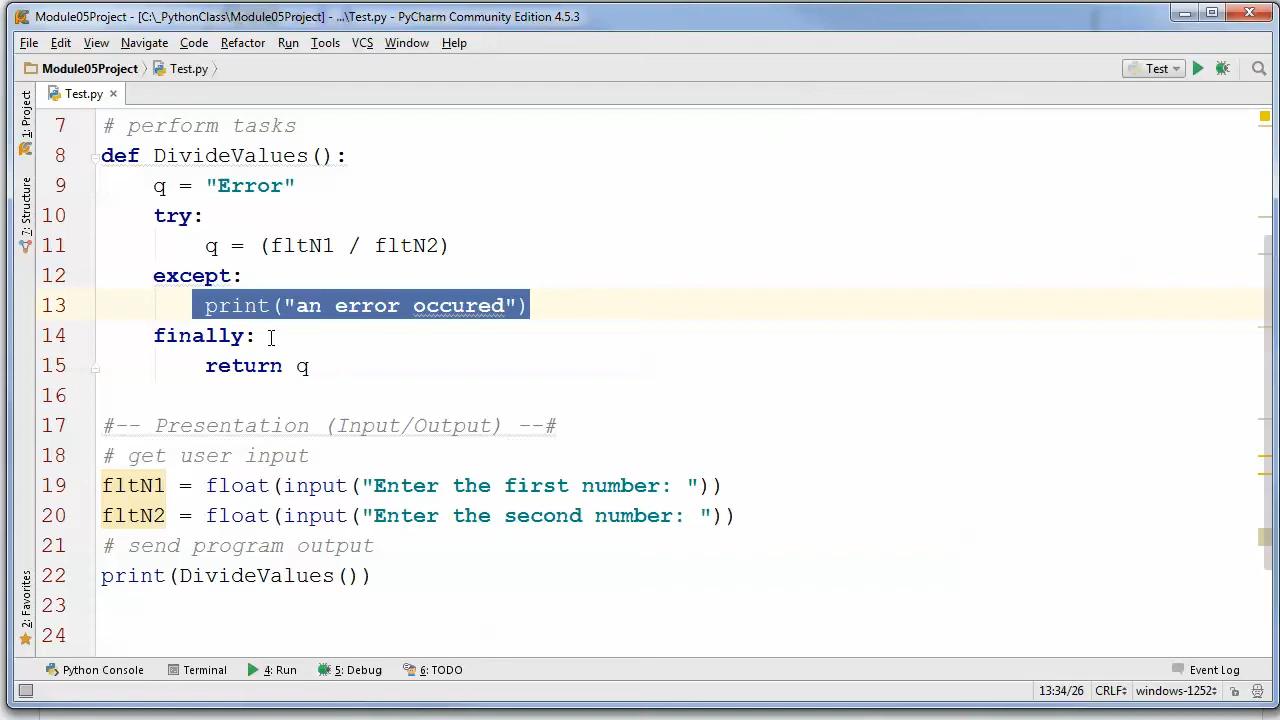 Module05Project - [C:\_PythonClass\Module05Project] - ...\Test.py - PyCharm Community Edition 4.5.3
File Edit View Navigate Code Refactor Run Tools VCS Window Help
Module05Project Test.py Test
Test.py
1: Project
7: Structure
2: Favorites
7 # perform tasks
8 def DivideValues():
9 q = "Error"
10 try:
11 q = (fltN1 / fltN2)
12 except:
13 print("an error occured")
14 finally:
15 return q
16
17 #-- Presentation (Input/Output) --#
18 # get user input
19 fltN1 = float(input("Enter the first number: "))
20 fltN2 = float(input("Enter the second number: "))
21 # send program output
22 print(DivideValues())
23
24
Python Console Terminal 4: Run 5: Debug 6: TODO Event Log
13:34/26 CRLF windows-1252